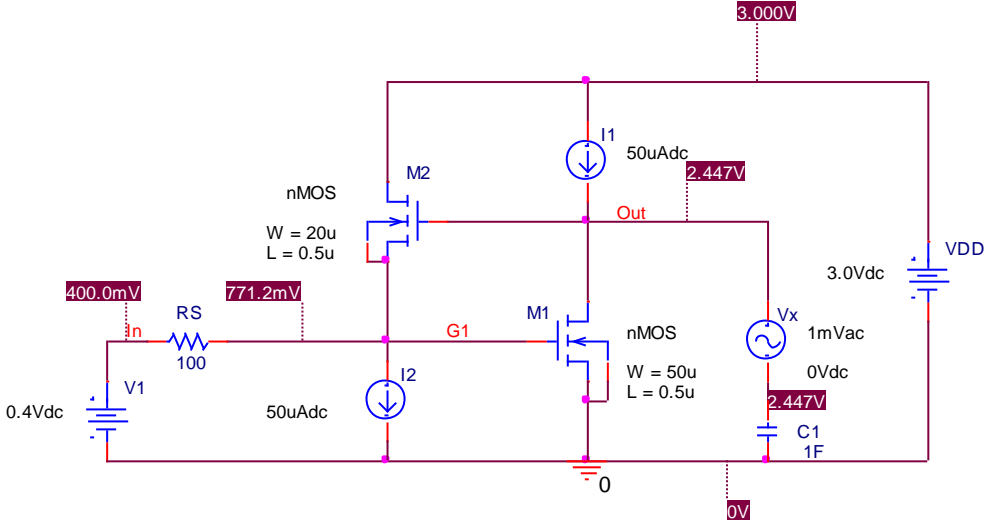 3.000V
I1
50uAdc
M2
2.447V
nMOS
Out
W = 20u
L = 0.5u
VDD
3.0Vdc
400.0mV
771.2mV
RS
M1
Vx
In
G1
nMOS
1mVac
100
I2
W = 50u
0Vdc
V1
L = 0.5u
2.447V
0.4Vdc
50uAdc
C1
1F
0
0V